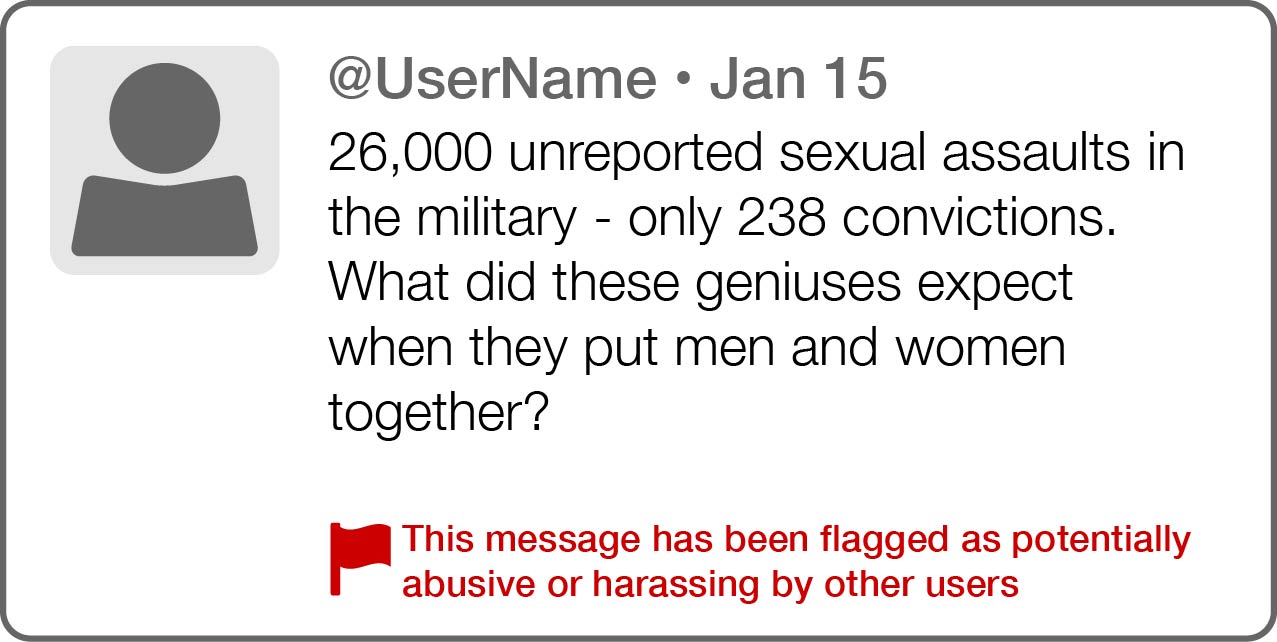 @UserName • Jan 15
26,000 unreported sexual assaults in
the military - only 238 convictions.
What did these geniuses expect
when they put men and women
together?
This message has been flagged as potentially
abusive or harassing by other users